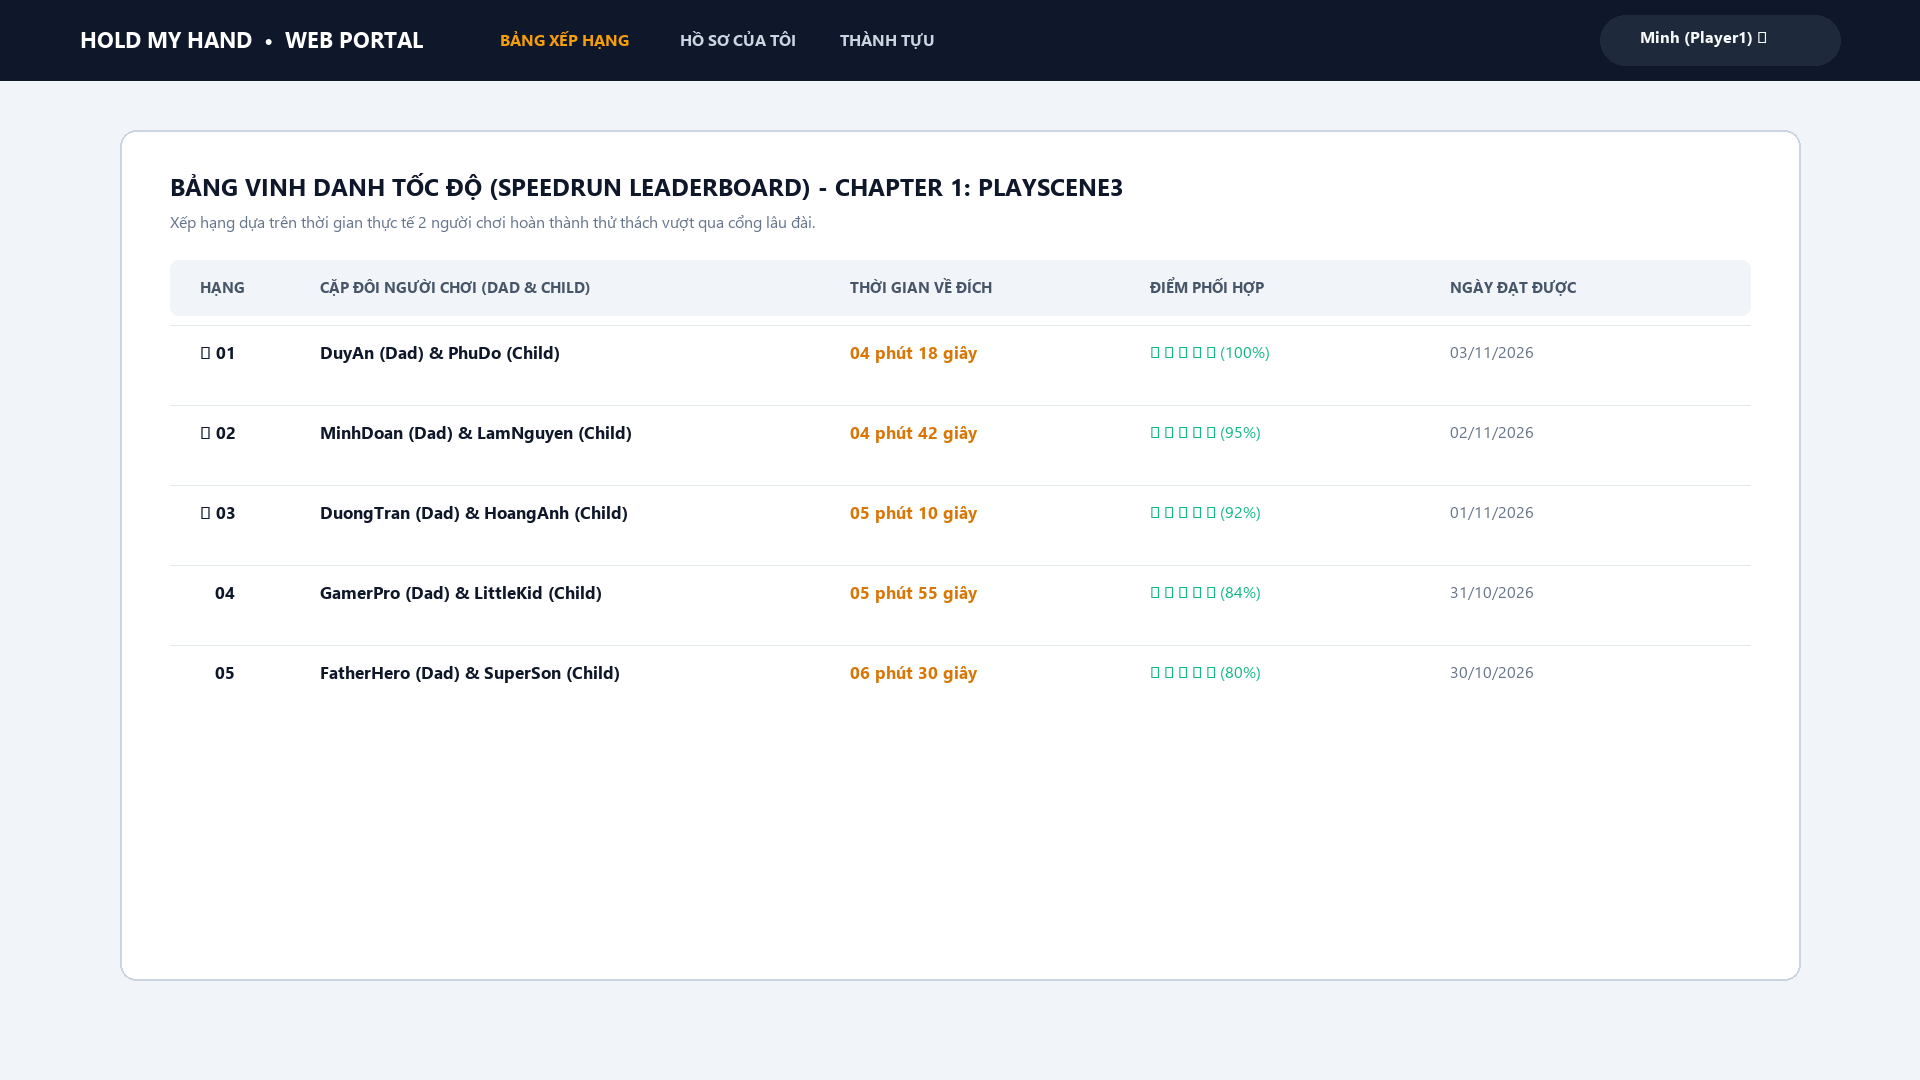 HOLD MY HAND • WEB PORTAL BẢNG XẾP HẠNG HỒ SƠ CỦA TÔI THÀNH TỰU Minh (Player1)
BẢNG VINH DANH TỐC ĐỘ (SPEEDRUN LEADERBOARD) - CHAPTER 1: PLAYSCENE3
Xếp hạng dựa trên thời gian thực tế 2 người chơi hoàn thành thử thách vượt qua cổng lâu đài.
HẠNG CẶP ĐÔI NGƯỜI CHƠI (DAD & CHILD) THỜI GIAN VỀ ĐÍCH ĐIỂM PHỐI HỢP NGÀY ĐẠT ĐƯỢC
01 DuyAn (Dad) & PhuDo (Child) 04 phút 18 giây (100%) 03/11/2026
02 MinhDoan (Dad) & LamNguyen (Child) 04 phút 42 giây (95%) 02/11/2026
03 DuongTran (Dad) & HoangAnh (Child) 05 phút 10 giây (92%) 01/11/2026
04 GamerPro (Dad) & LittleKid (Child) 05 phút 55 giây (84%) 31/10/2026
05 FatherHero (Dad) & SuperSon (Child) 06 phút 30 giây (80%) 30/10/2026